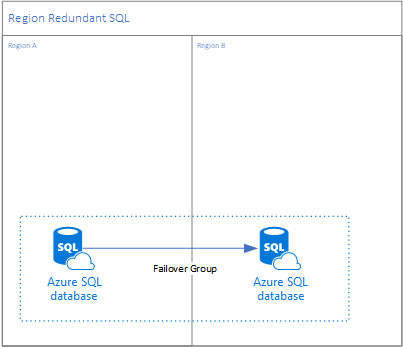 Region Redundant SQL
Region A
Region B
SQL
SQL
Failover Group
Azure SQL
database
Azure SQL
database